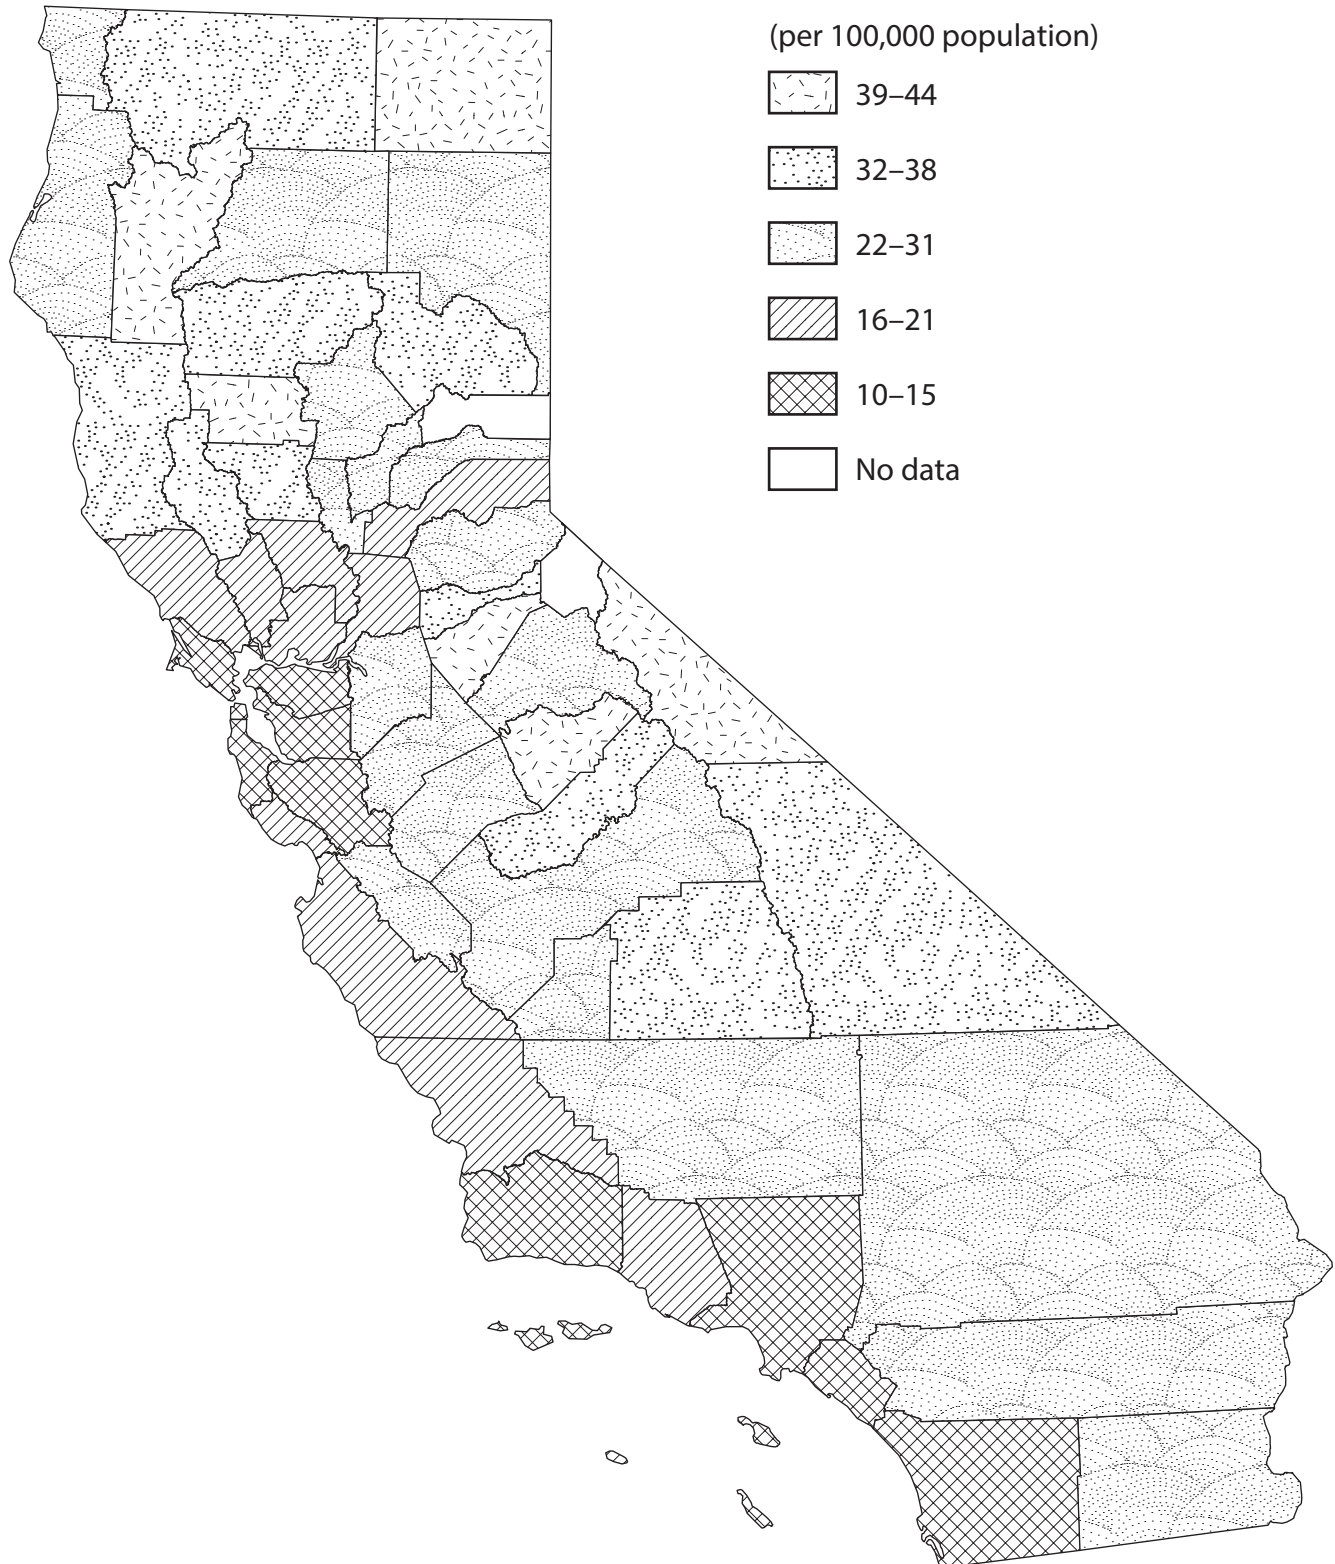 (per 100,000 population)
39–44
32–38
22–31
16–21
10–15
No data